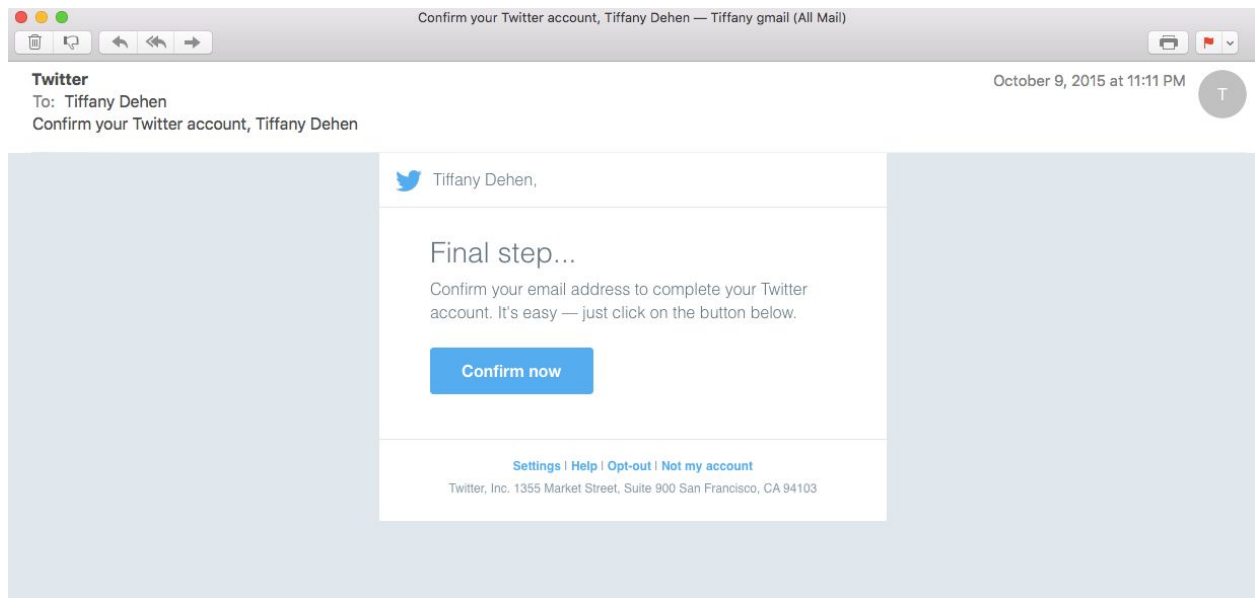 Confirm your Twitter account, Tiffany Dehen — Tiffany gmail (All Mail)
Twitter
October 9, 2015 at 11:11 PM
T
To: Tiffany Dehen
Confirm your Twitter account, Tiffany Dehen
Tiffany Dehen,
Final step...
Confirm your email address to complete your Twitter
account. It's easy — just click on the button below.
Confirm now
Settings | Help | Opt-out | Not my account
Twitter, Inc. 1355 Market Street, Suite 900 San Francisco, CA 94103